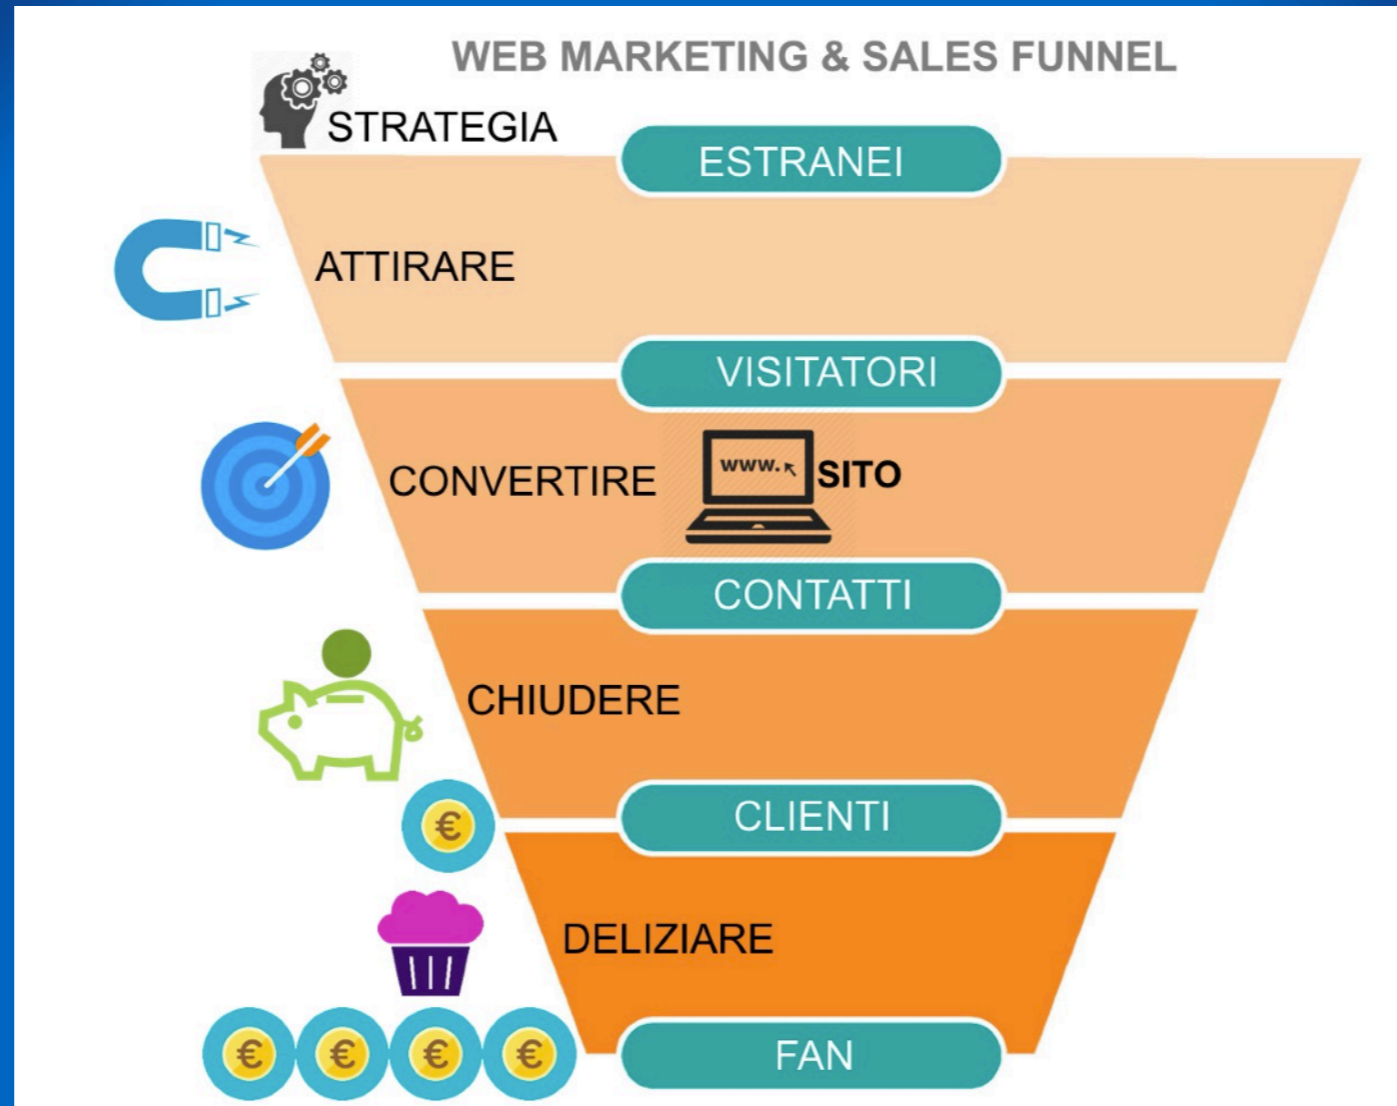 WEB MARKETING & SALES FUNNEL
STRATEGIA
ESTRANEI
ATTIRARE
VISITATORI
CONVERTIRE
www.
SITO
CONTATTI
CHIUDERE
CLIENTI
€
DELIZIARE
€ € € €
FAN